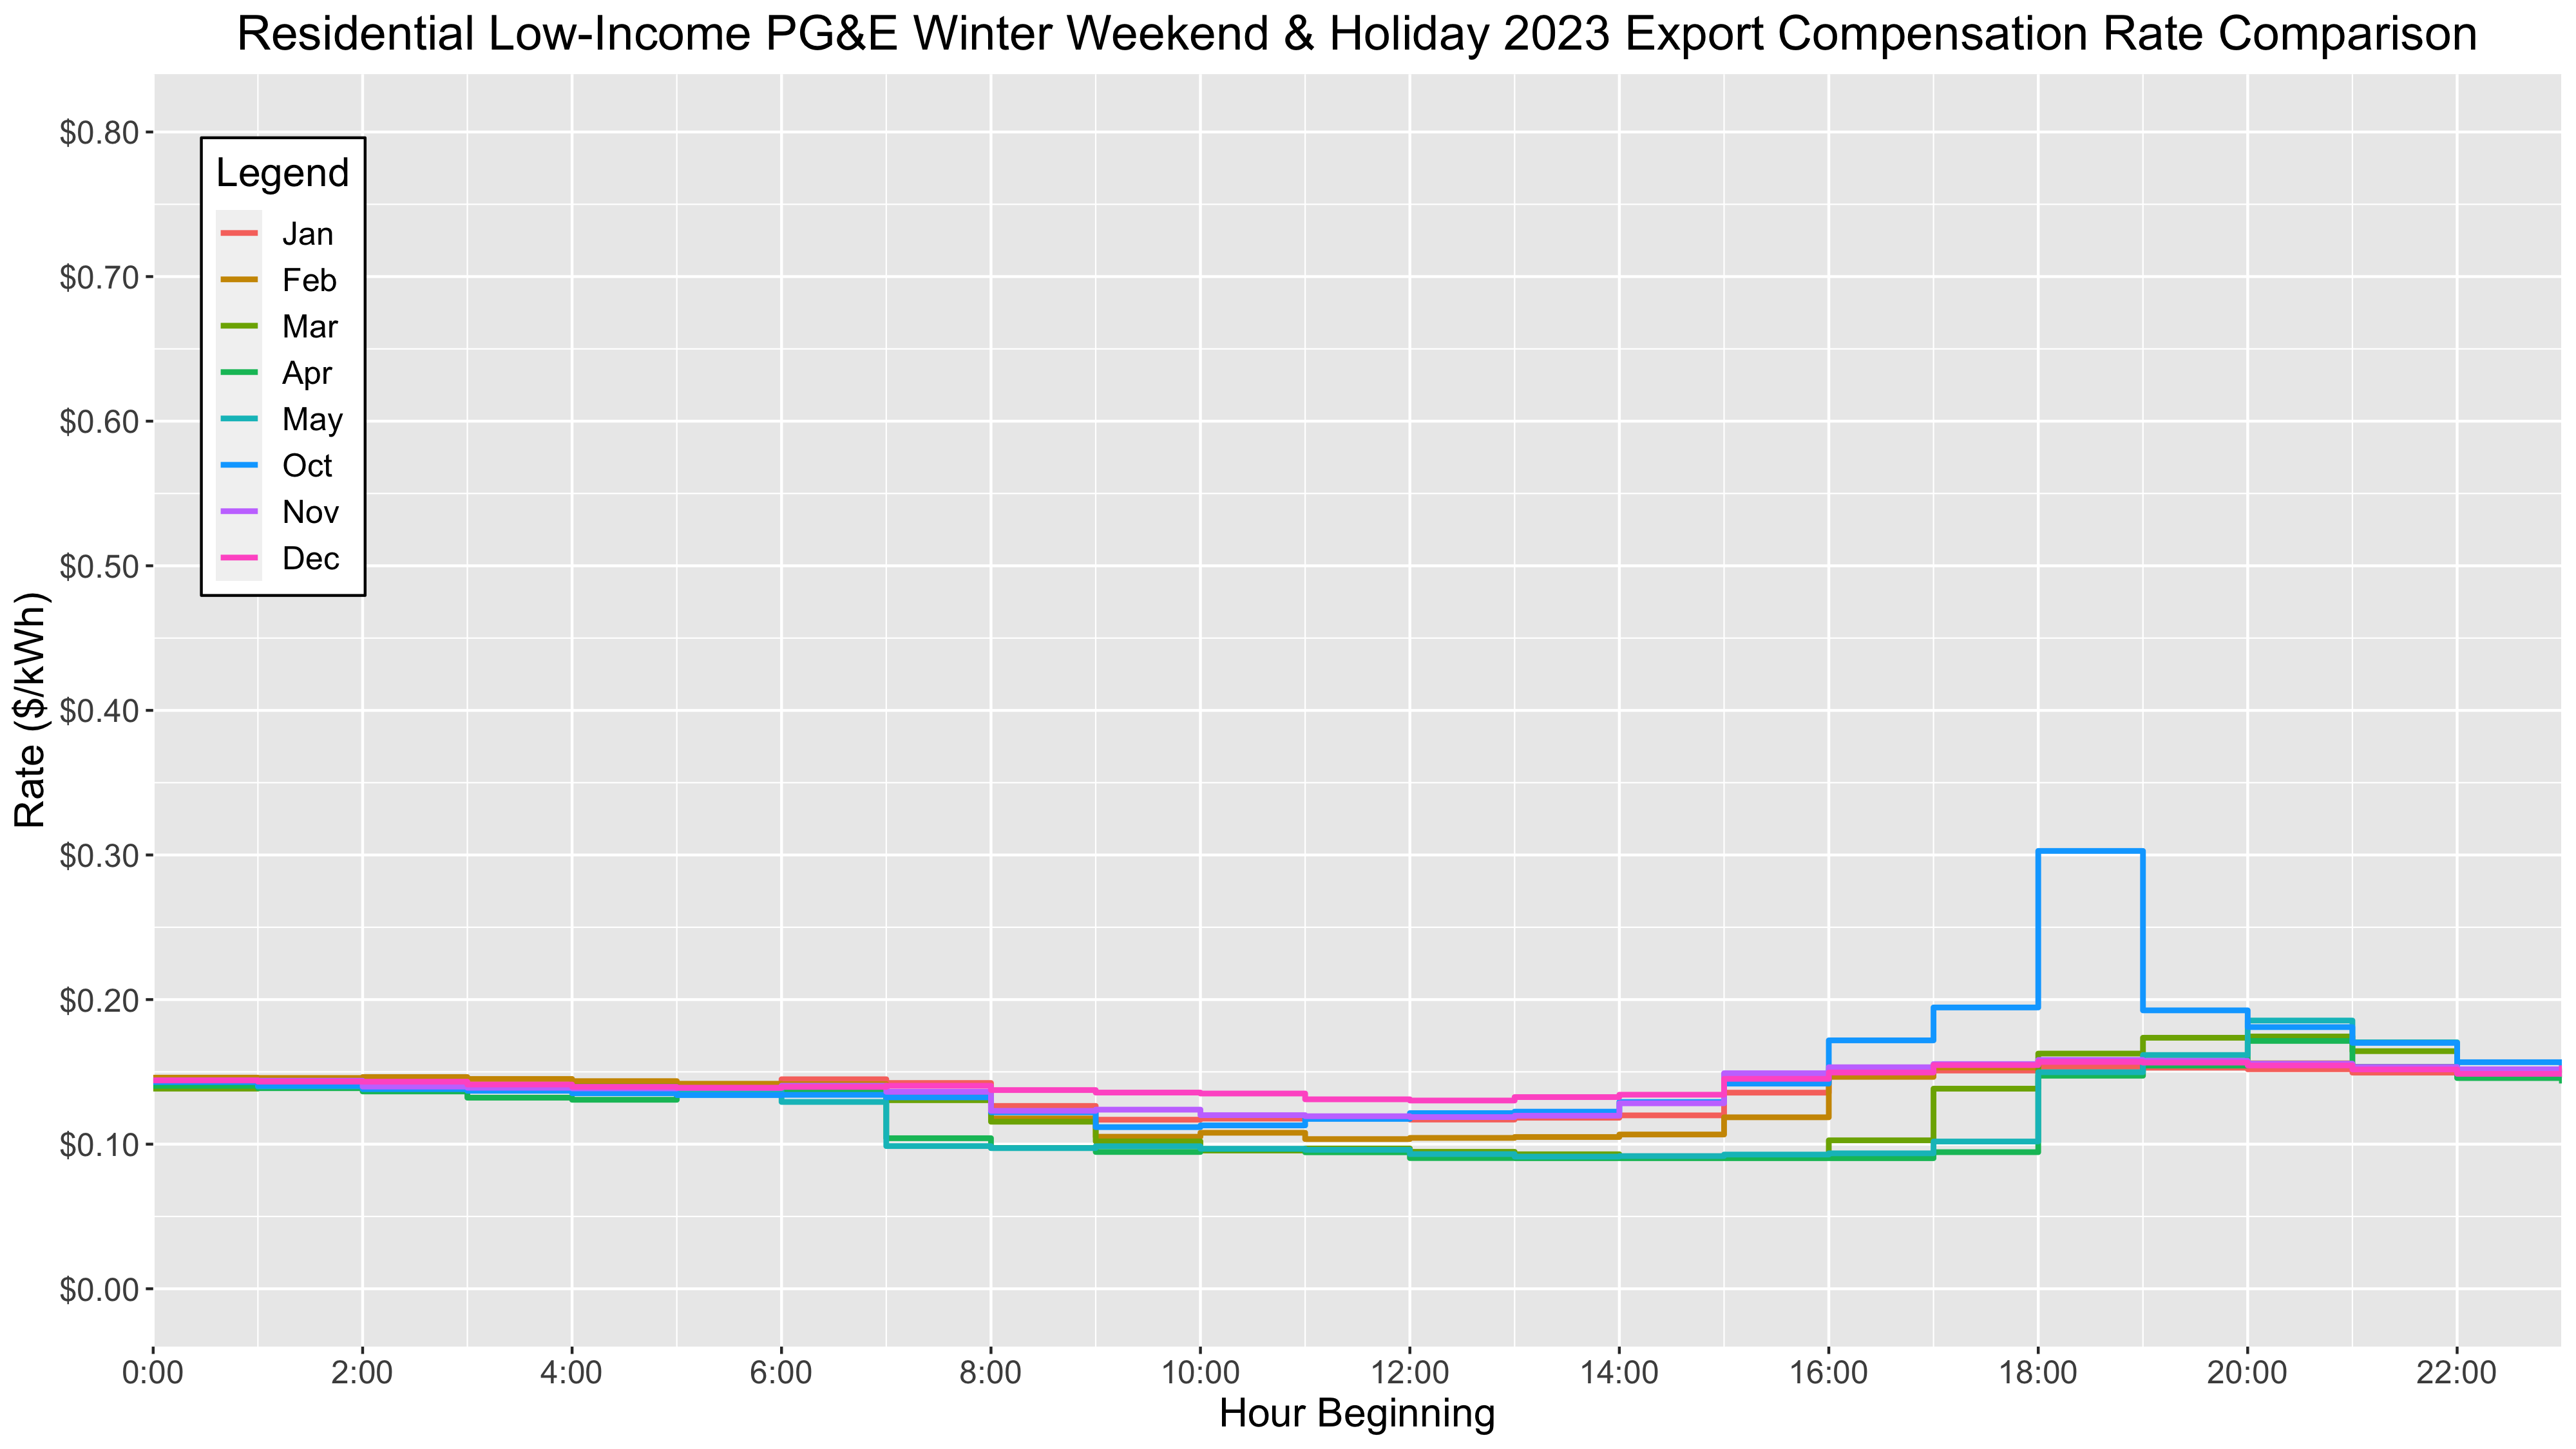 Residential Low-Income PG&E Winter Weekend & Holiday 2023 Export Compensation Rate Comparison
Rate ($/kWh)
$0.80
$0.70
$0.60
$0.50
$0.40
$0.30
$0.20
$0.10
$0.00
Legend
Jan
Feb
Mar
Apr
May
Oct
Nov
Dec
0:00 2:00 4:00 6:00 8:00 10:00 12:00 14:00 16:00 18:00 20:00 22:00
Hour Beginning